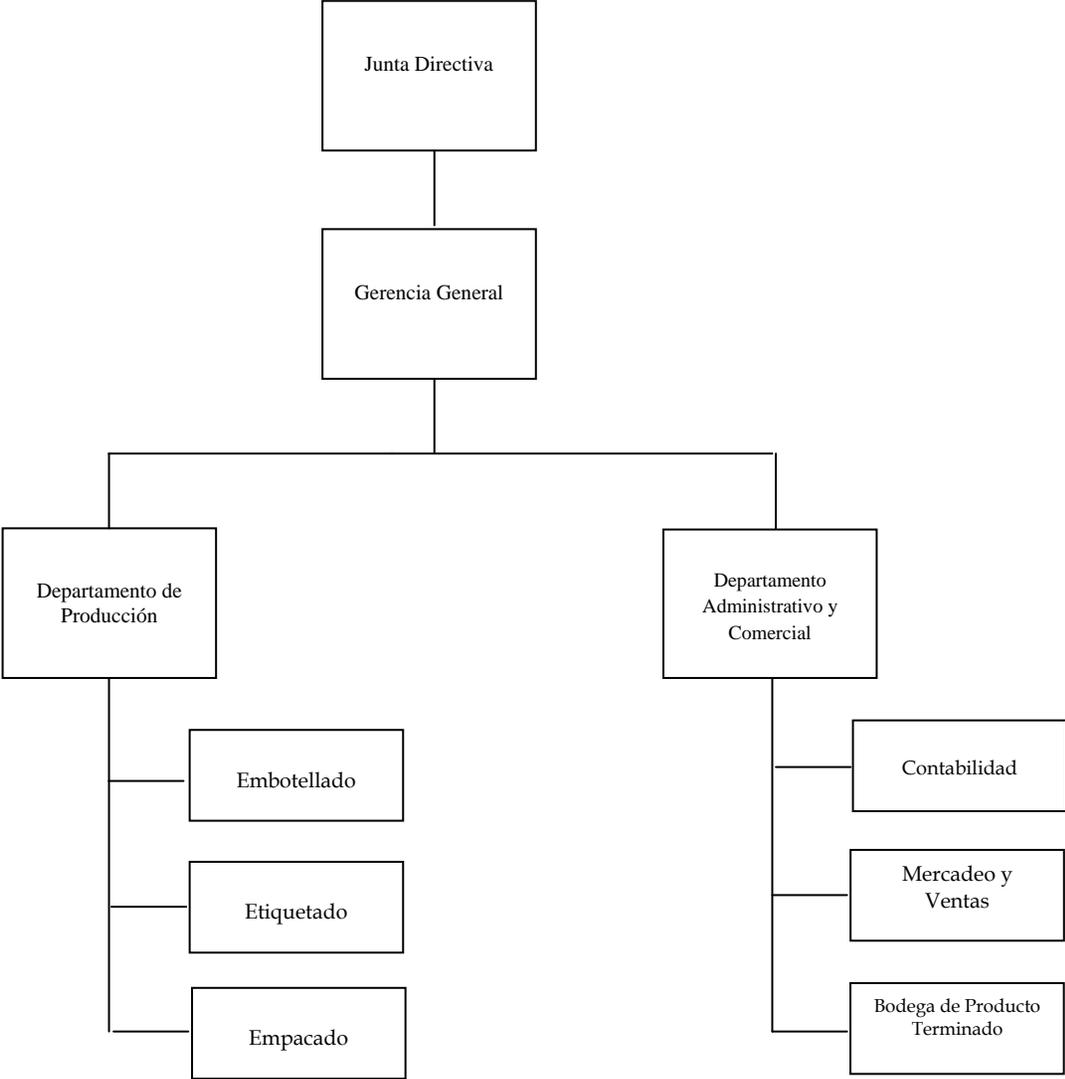 Junta Directiva
Gerencia General
Departamento de
Producción
Departamento
Administrativo y
Comercial
Embotellado
Etiquetado
Empacado
Contabilidad
Mercadeo y
Ventas
Bodega de Producto
Terminado